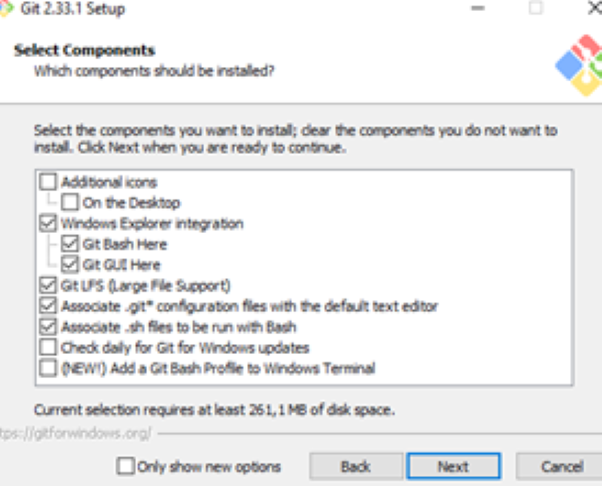 Git 2.33.1 Setup
Select Components
Which components should be installed?
Select the components you want to install; clear the components you do not want to
install. Click Next when you are ready to continue.
Additional icons
On the Desktop
Windows Explorer integration
Git Bash Here
Git GUI Here
Git LFS (Large File Support)
Associate .git* configuration files with the default text editor
Associate .sh files to be run with Bash
Check daily for Git for Windows updates
(NEW!) Add a Git Bash Profile to Windows Terminal
Current selection requires at least 261,1 MB of disk space.
tps://gitforwindows.org/
Only show new options
Back
Next
Cancel